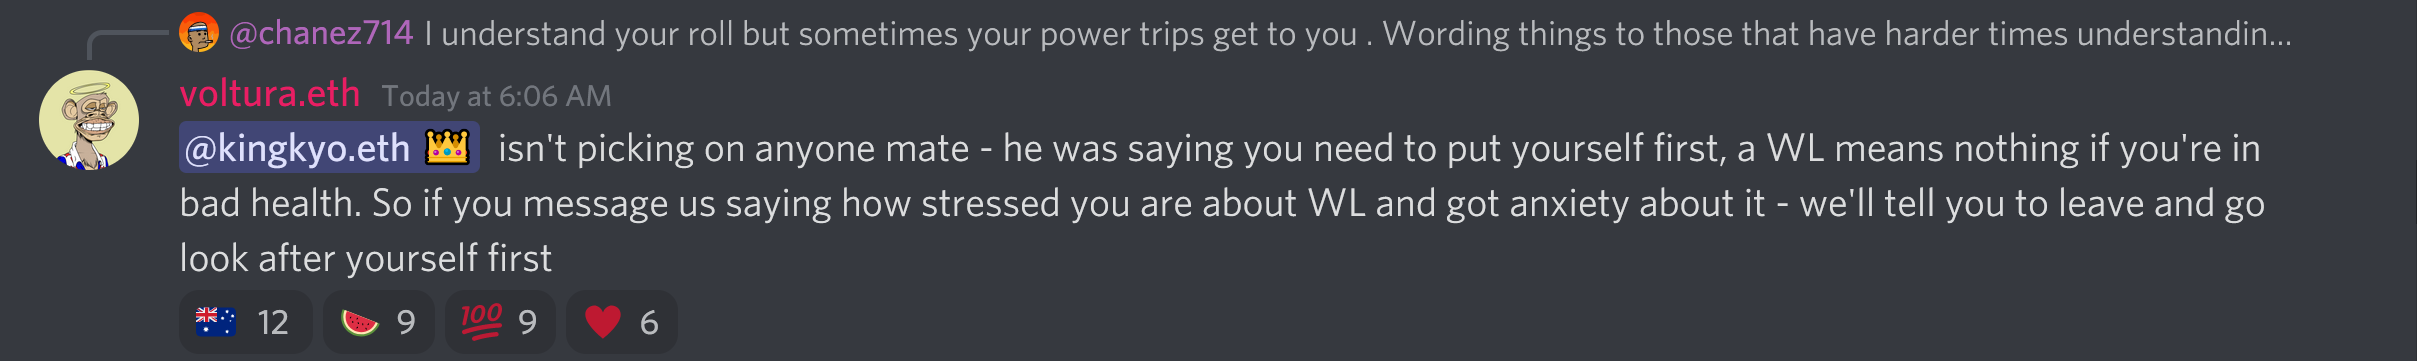 @chanez714 I understand your roll but sometimes your power trips get to you . Wording things to those that have harder times understandin...
voltura.eth Today at 6:06 AM
@kingkyo.eth 👑 isn't picking on anyone mate - he was saying you need to put yourself first, a WL means nothing if you're in
bad health. So if you message us saying how stressed you are about WL and got anxiety about it - we'll tell you to leave and go
look after yourself first
🇦🇺 12 🍉 9 💯 9 ❤️ 6